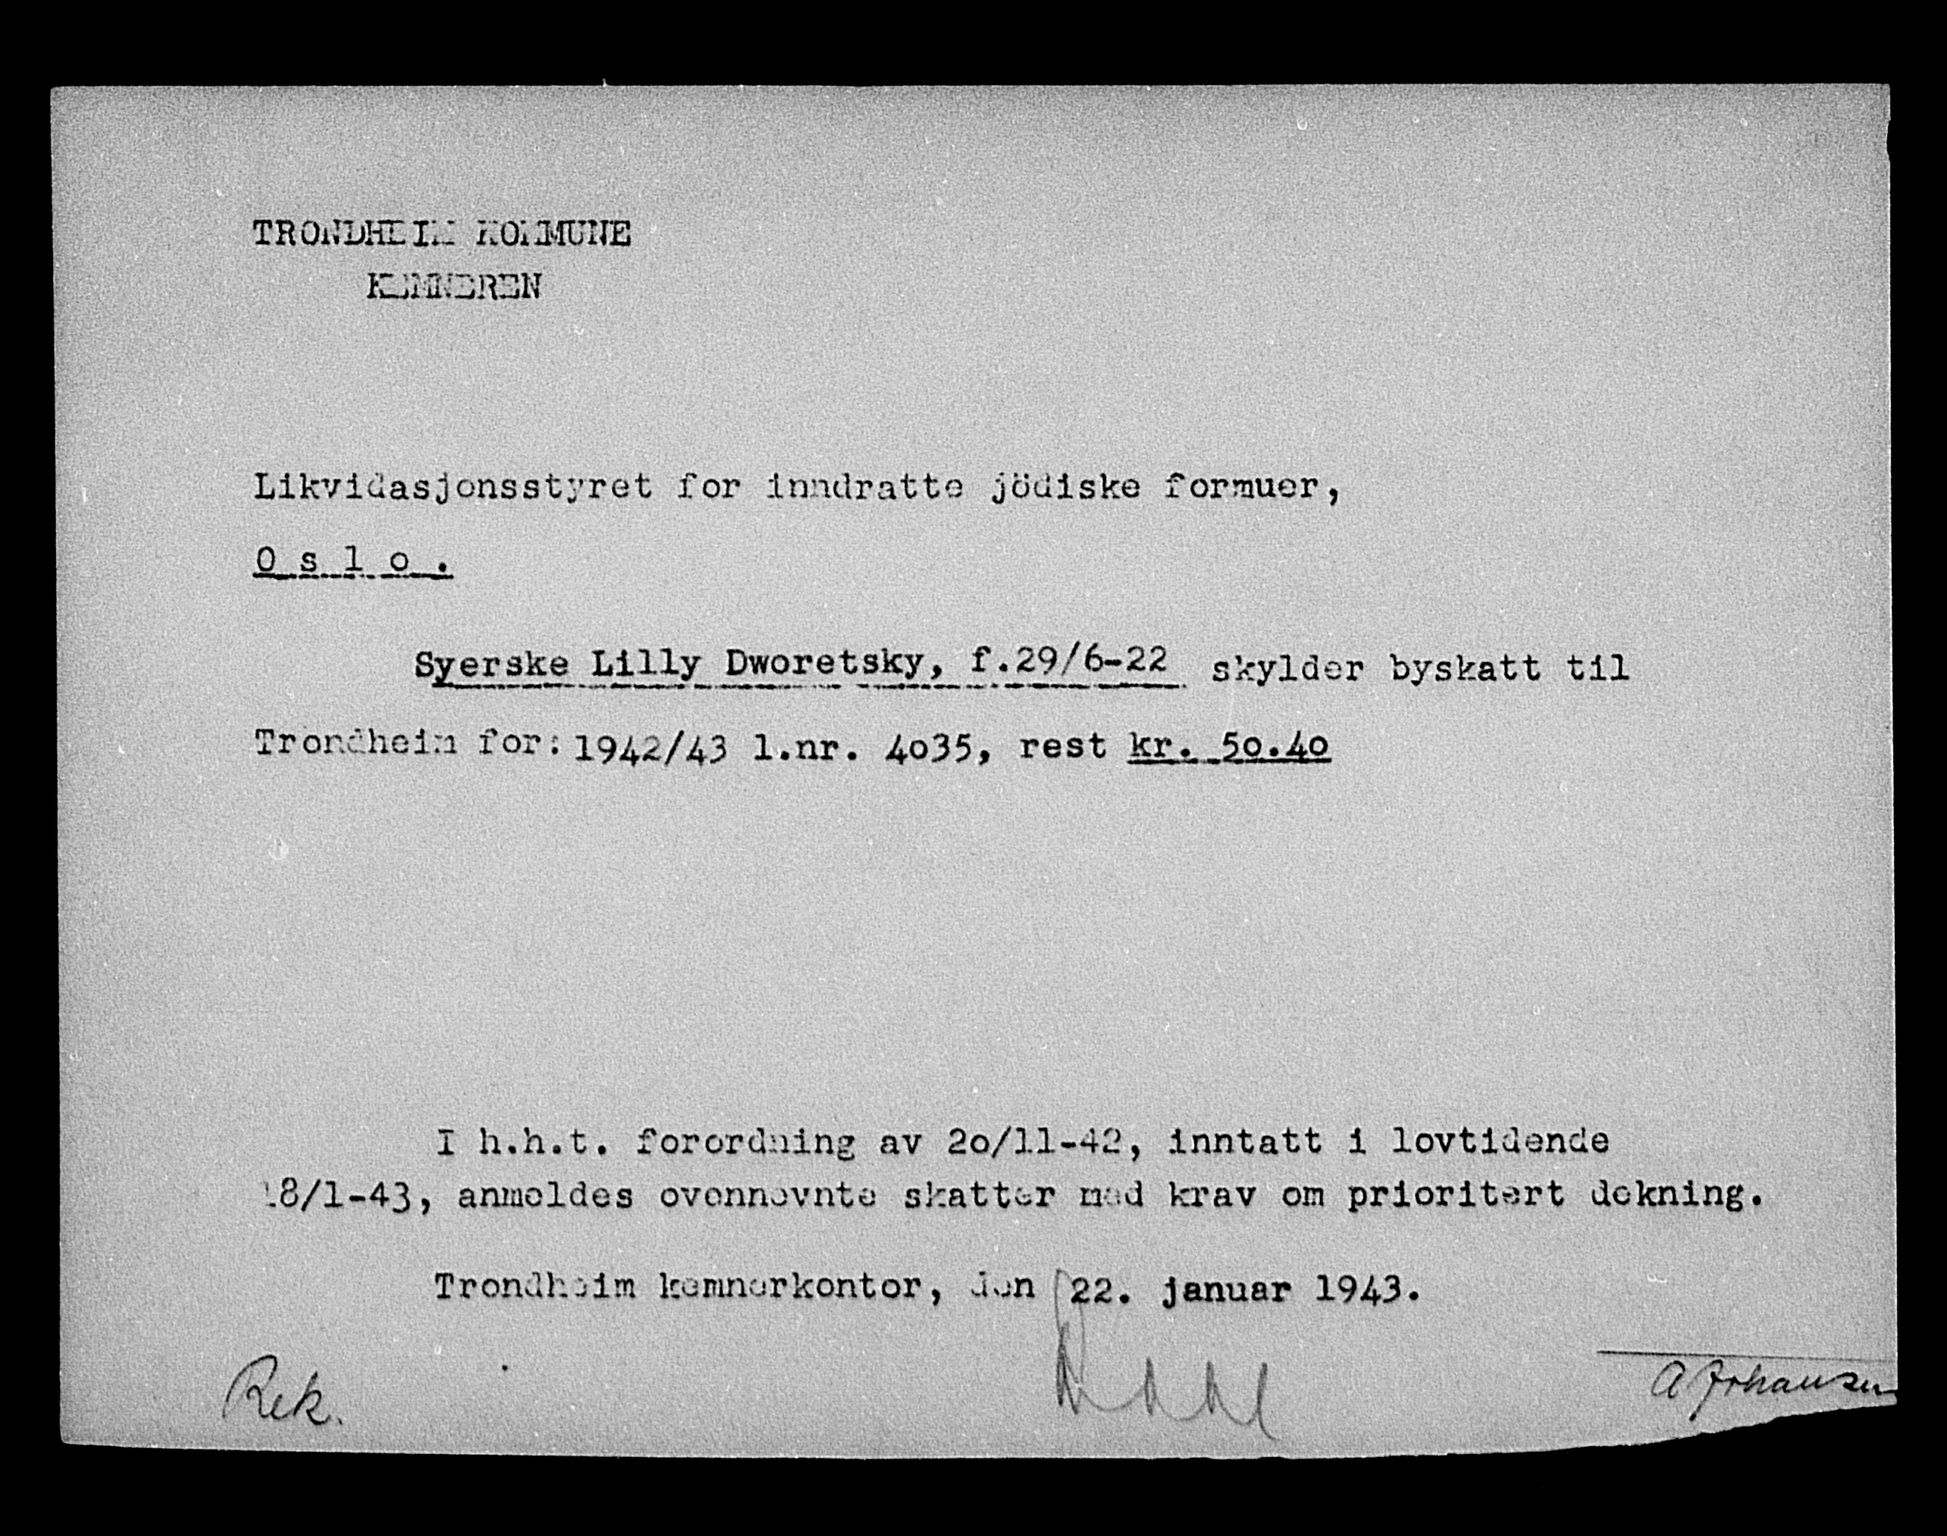 TRONDHEIM KOMMUNE
KEMNEREN
Likvidasjonsstyret for inndratte jödiske formuer,
O s l o .
Syerske Lilly Dworetsky, f.29/6-22 skylder byskatt til
Trondheim for: 1942/43 l.nr. 4o35, rest kr. 5o.4o
I h.h.t. forordning av 2o/11-42, inntatt i lovtidende
18/1-43, anmeldes ovennevnte skatter med krav om prioritert dekning.
Trondheim kemnerkontor, den 22. januar 1943.
Rek.
A Johansen